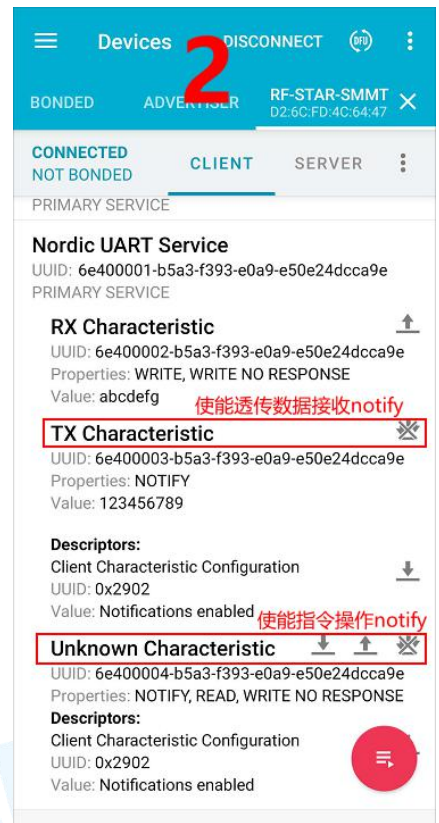 Devices
DISCONNECT
DFU
2
BONDED
ADVERTISER
RF-STAR-SMMT
D2:6C:FD:4C:64:47
CONNECTED
NOT BONDED
CLIENT
SERVER
PRIMARY SERVICE
Nordic UART Service
UUID: 6e400001-b5a3-f393-e0a9-e50e24dcca9e
PRIMARY SERVICE
RX Characteristic
UUID: 6e400002-b5a3-f393-e0a9-e50e24dcca9e
Properties: WRITE, WRITE NO RESPONSE
Value: abcdefg
使能透传数据接收notify
TX Characteristic
UUID: 6e400003-b5a3-f393-e0a9-e50e24dcca9e
Properties: NOTIFY
Value: 123456789
Descriptors:
Client Characteristic Configuration
UUID: 0x2902
Value: Notifications enabled
使能指令操作notify
Unknown Characteristic
UUID: 6e400004-b5a3-f393-e0a9-e50e24dcca9e
Properties: NOTIFY, READ, WRITE NO RESPONSE
Descriptors:
Client Characteristic Configuration
UUID: 0x2902
Value: Notifications enabled